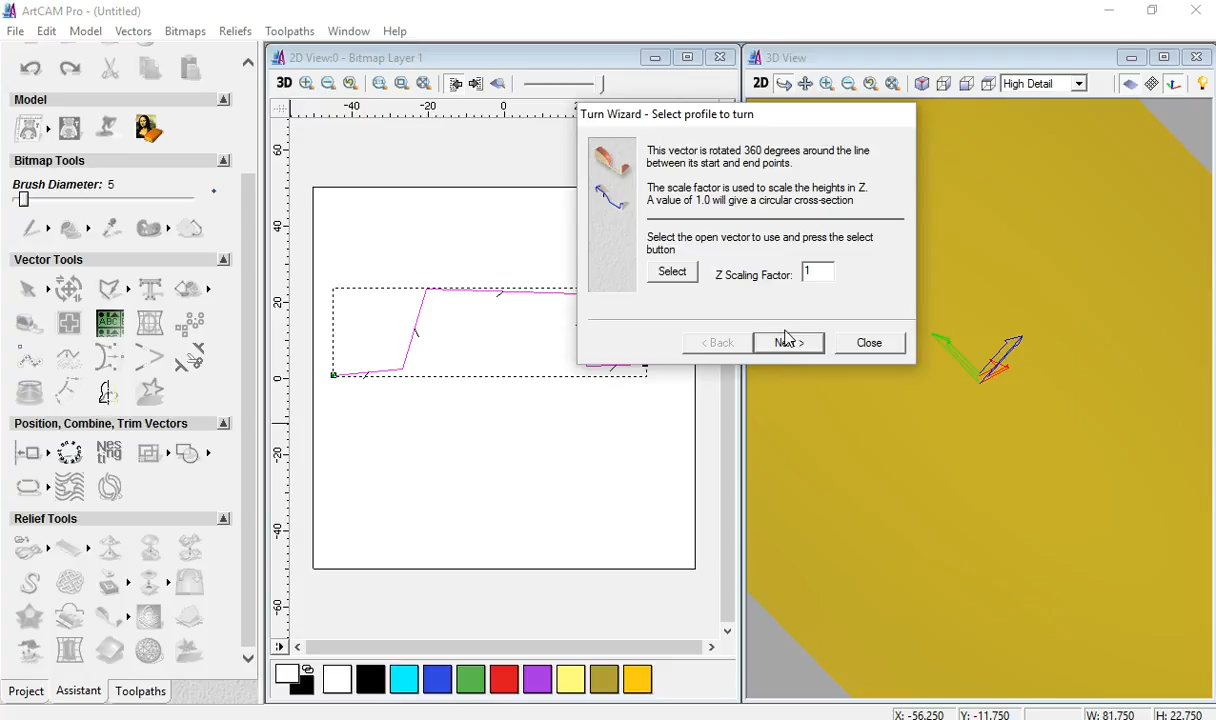 ArtCAM Pro - (Untitled)
File Edit Model Vectors Bitmaps Reliefs Toolpaths Window Help
Model
Bitmap Tools
Brush Diameter: 5
Vector Tools
ABC
Position, Combine, Trim Vectors
Nes
ting
Relief Tools
Project Assistant Toolpaths
2D View:0 - Bitmap Layer 1
3D
-40 -20 0
60
40
20
0
-20
-40
-60
3D View
2D High Detail
Turn Wizard - Select profile to turn
This vector is rotated 360 degrees around the line
between its start and end points.
The scale factor is used to scale the heights in Z.
A value of 1.0 will give a circular cross-section
Select the open vector to use and press the select
button
Select Z Scaling Factor: 1
< Back Next > Close
X: -56.250 Y: -11.750 W: 81.750 H: 22.750